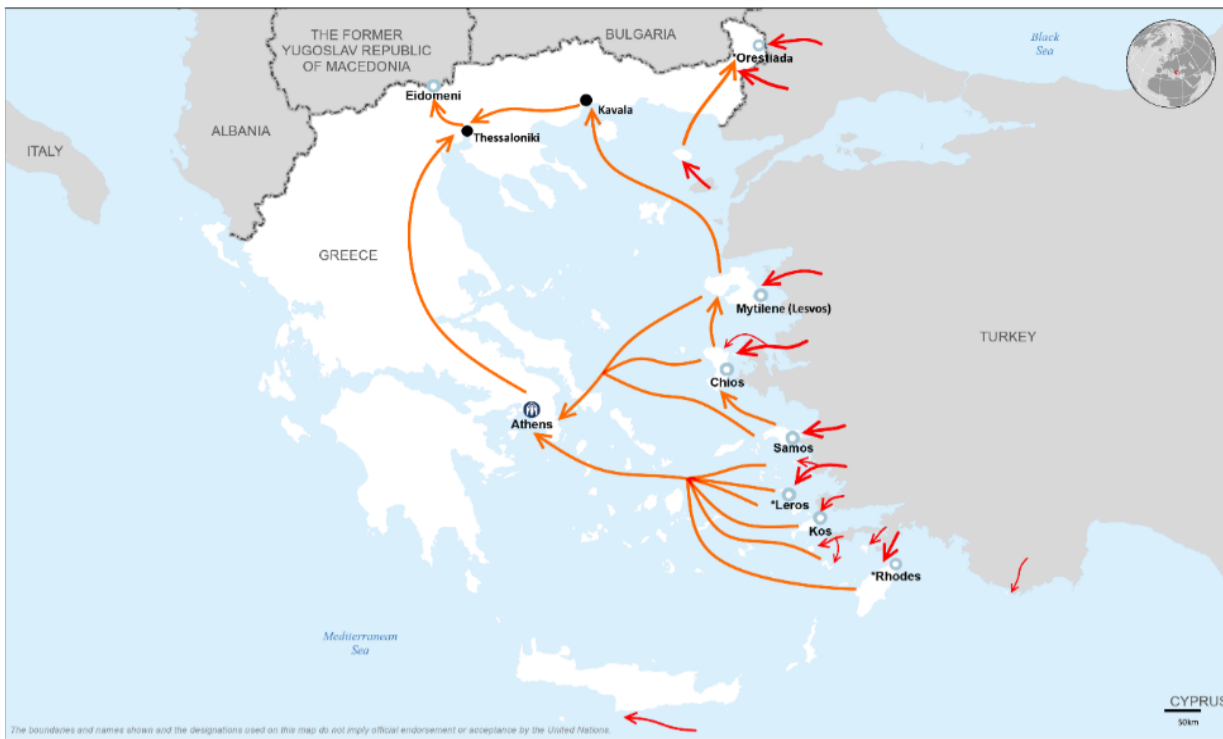 THE FORMER
YUGOSLAV REPUBLIC
OF MACEDONIA
BULGARIA
Black
Sea
*Orestiada
Eidomeni
Kavala
ALBANIA
Thessaloniki
ITALY
GREECE
Mytilene (Lesvos)
TURKEY
Chios
Athens
Samos
*Leros
Kos
*Rhodes
Mediterranean
Sea
CYPRUS
50km
The boundaries and names shown and the designations used on this map do not imply official endorsement or acceptance by the United Nations.